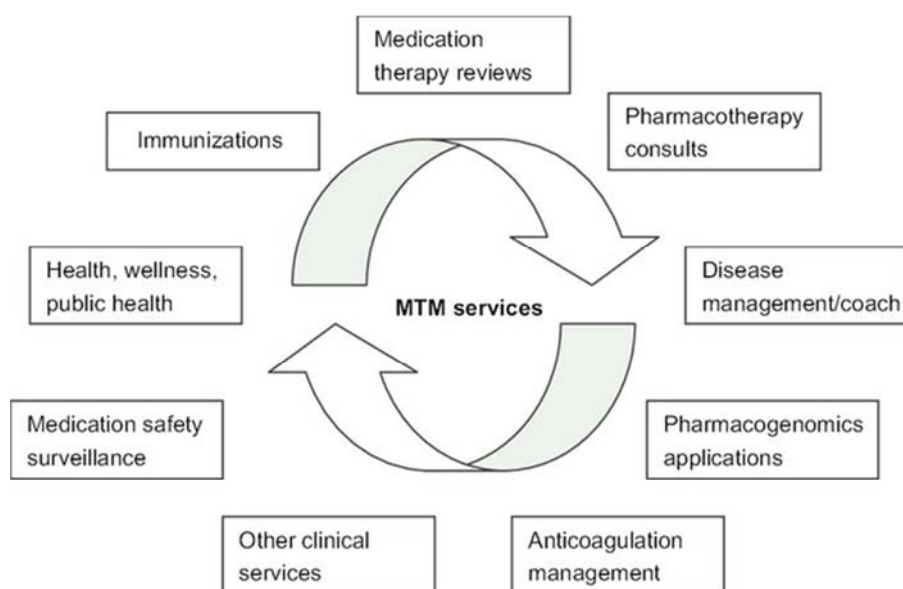 Medication
therapy reviews
Pharmacotherapy
consults
Disease
management/coach
Pharmacogenomics
applications
Anticoagulation
management
Other clinical
services
Medication safety
surveillance
Health, wellness,
public health
Immunizations
MTM services